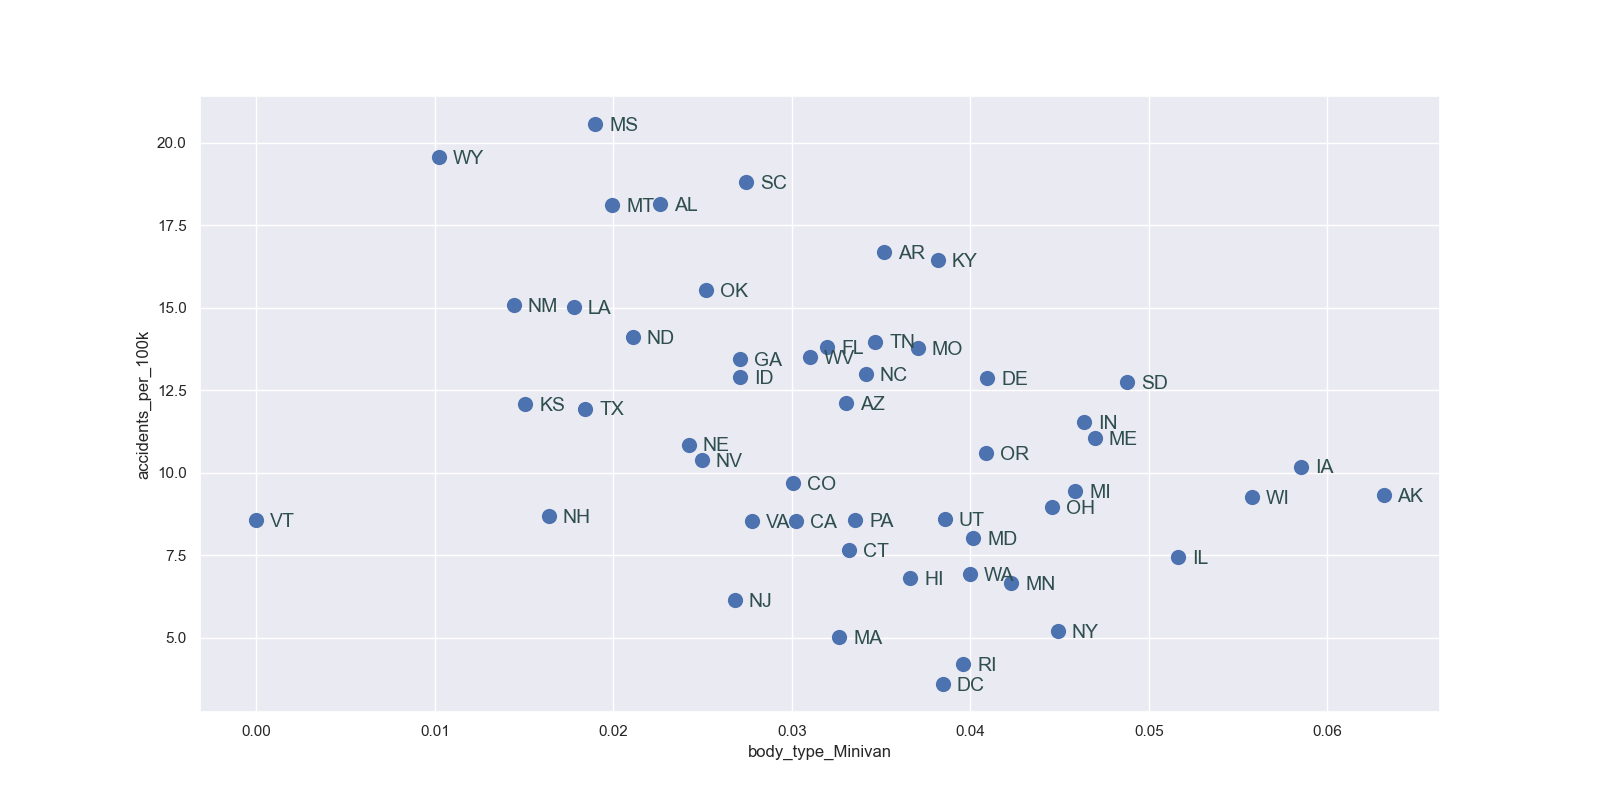 MS
20.0
WY
SC
MT
AL
17.5
AR
KY
OK
NM
LA
15.0
ND
TN
FL
MO
WV
GA
ID
NC
DE
SD
12.5
KS
TX
AZ
IN
ME
NE
NV
OR
IA
10.0
CO
MI
WI
AK
OH
VT
NH
VA
CA
PA
UT
MD
7.5
CT
IL
HI
WA
MN
NJ
NY
5.0
MA
RI
DC
accidents_per_100k
0.00 0.01 0.02 0.03 0.04 0.05 0.06
body_type_Minivan